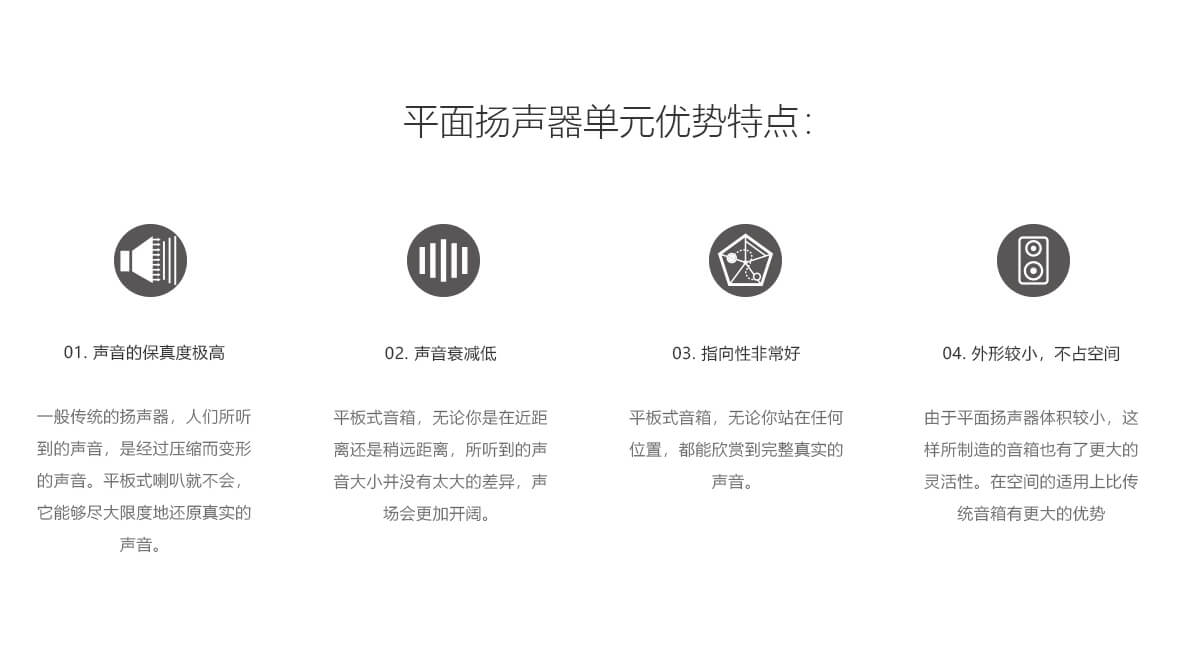 平面扬声器单元优势特点：
01. 声音的保真度极高
一般传统的扬声器，人们所听
到的声音，是经过压缩而变形
的声音。平板式喇叭就不会，
它能够尽大限度地还原真实的
声音。
02. 声音衰减低
平板式音箱，无论你是在近距
离还是稍远距离，所听到的声
音大小并没有太大的差异，声
场会更加开阔。
03. 指向性非常好
平板式音箱，无论你站在任何
位置，都能欣赏到完整真实的
声音。
04. 外形较小，不占空间
由于平面扬声器体积较小，这
样所制造的音箱也有了更大的
灵活性。在空间的适用上比传
统音箱有更大的优势